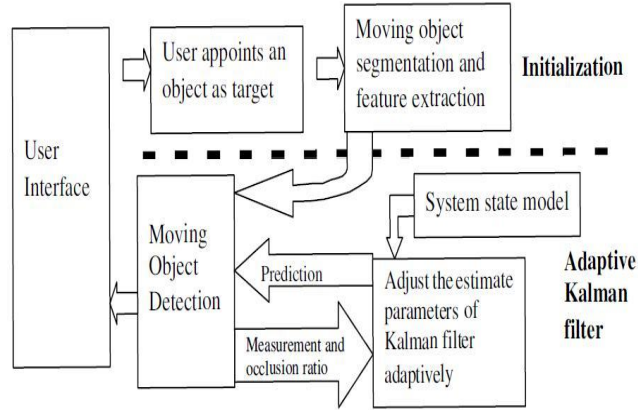 User appoints an
object as target
Moving object
segmentation and
feature extraction
Initialization
User
Interface
System state model
Moving
Object
Detection
Prediction
Measurement and
occlusion ratio
Adjust the estimate
parameters of
Kalman filter
adaptively
Adaptive
Kalman
filter